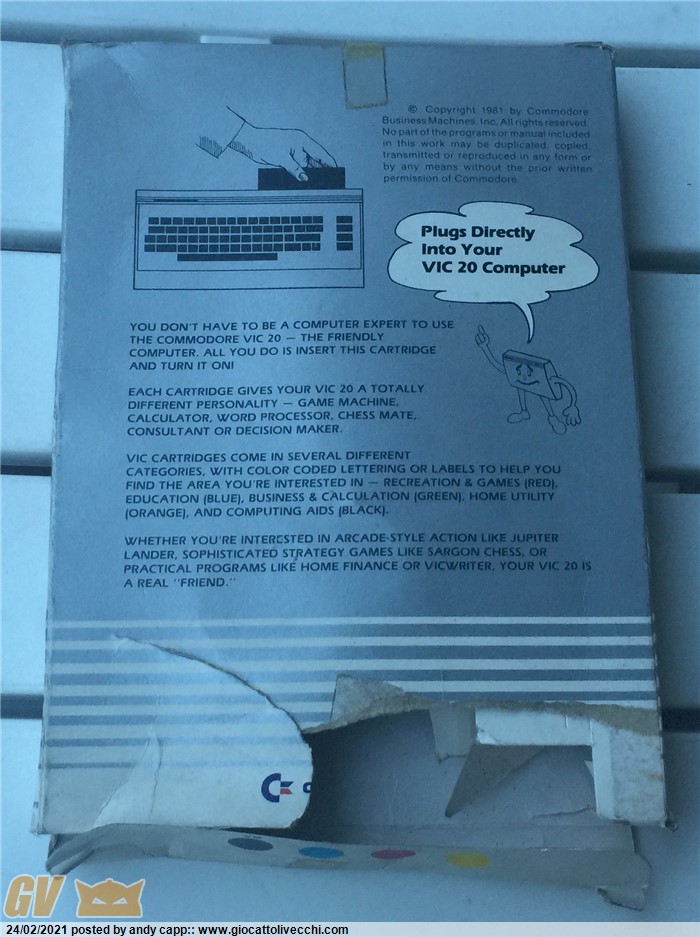 © Copyright 1981 by Commodore
Business Machines, Inc. All rights reserved.
No part of the programs or manual included
in this work may be duplicated, copied,
transmitted or reproduced in any form or
by any means without the prior written
permission of Commodore.
Plugs Directly
Into Your
VIC 20 Computer
YOU DON'T HAVE TO BE A COMPUTER EXPERT TO USE
THE COMMODORE VIC 20 — THE FRIENDLY
COMPUTER. ALL YOU DO IS INSERT THIS CARTRIDGE
AND TURN IT ON!
EACH CARTRIDGE GIVES YOUR VIC 20 A TOTALLY
DIFFERENT PERSONALITY — GAME MACHINE,
CALCULATOR, WORD PROCESSOR, CHESS MATE,
CONSULTANT OR DECISION MAKER.
VIC CARTRIDGES COME IN SEVERAL DIFFERENT
CATEGORIES, WITH COLOR CODED LETTERING OR LABELS TO HELP YOU
FIND THE AREA YOU'RE INTERESTED IN — RECREATION & GAMES (RED),
EDUCATION (BLUE), BUSINESS & CALCULATION (GREEN), HOME UTILITY
(ORANGE), AND COMPUTING AIDS (BLACK).
WHETHER YOU'RE INTERESTED IN ARCADE-STYLE ACTION LIKE JUPITER
LANDER, SOPHISTICATED STRATEGY GAMES LIKE SARGON CHESS, OR
PRACTICAL PROGRAMS LIKE HOME FINANCE OR VICWRITER, YOUR VIC 20 IS
A REAL "FRIEND."
GV
24/02/2021 posted by andy capp:: www.giocattolivecchi.com